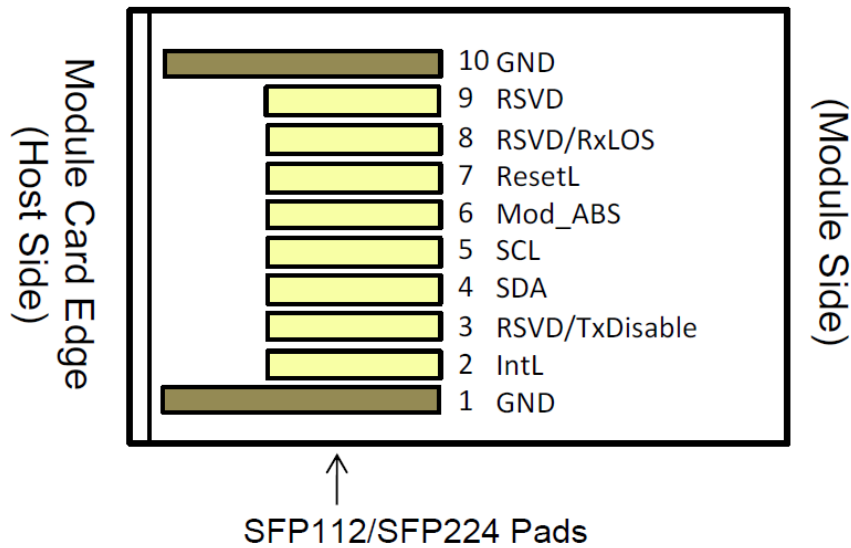 Module Card Edge
(Host Side)
10 GND
9 RSVD
8 RSVD/RxLOS
7 ResetL
6 Mod_ABS
5 SCL
4 SDA
3 RSVD/TxDisable
2 IntL
1 GND
(Module Side)
SFP112/SFP224 Pads